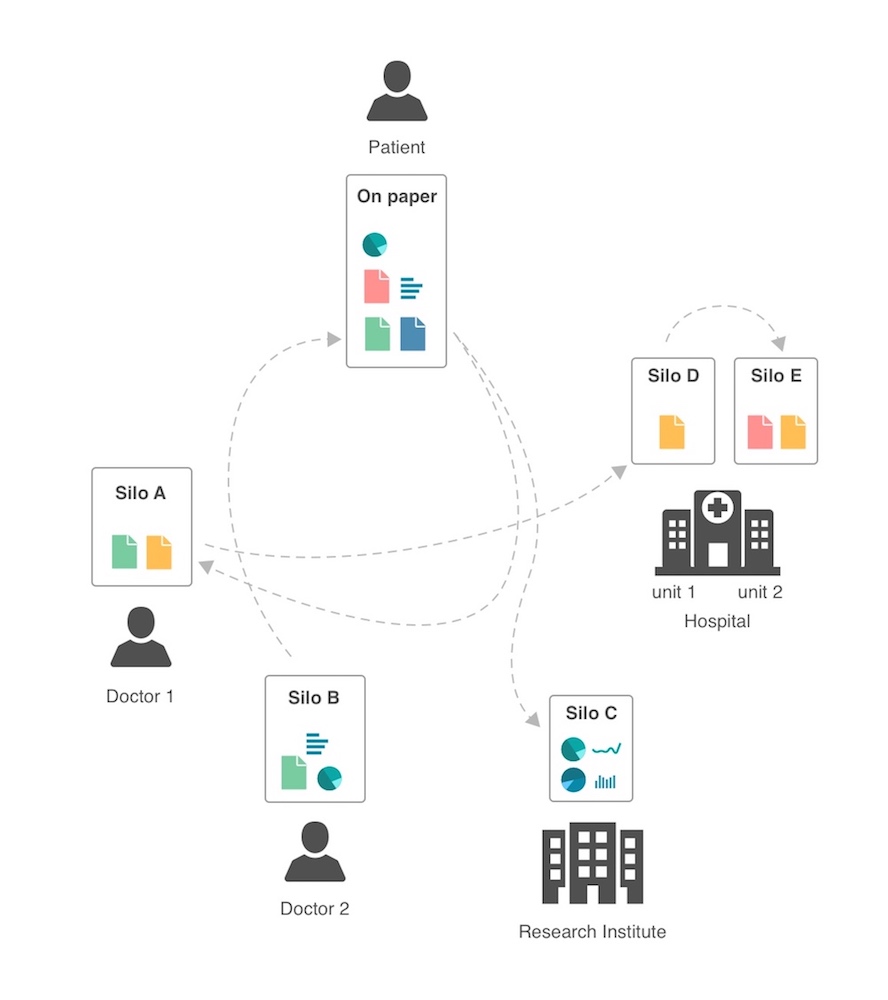 Patient
On paper
Silo D
Silo E
Silo A
unit 1
unit 2
Hospital
Doctor 1
Silo B
Silo C
Doctor 2
Research Institute